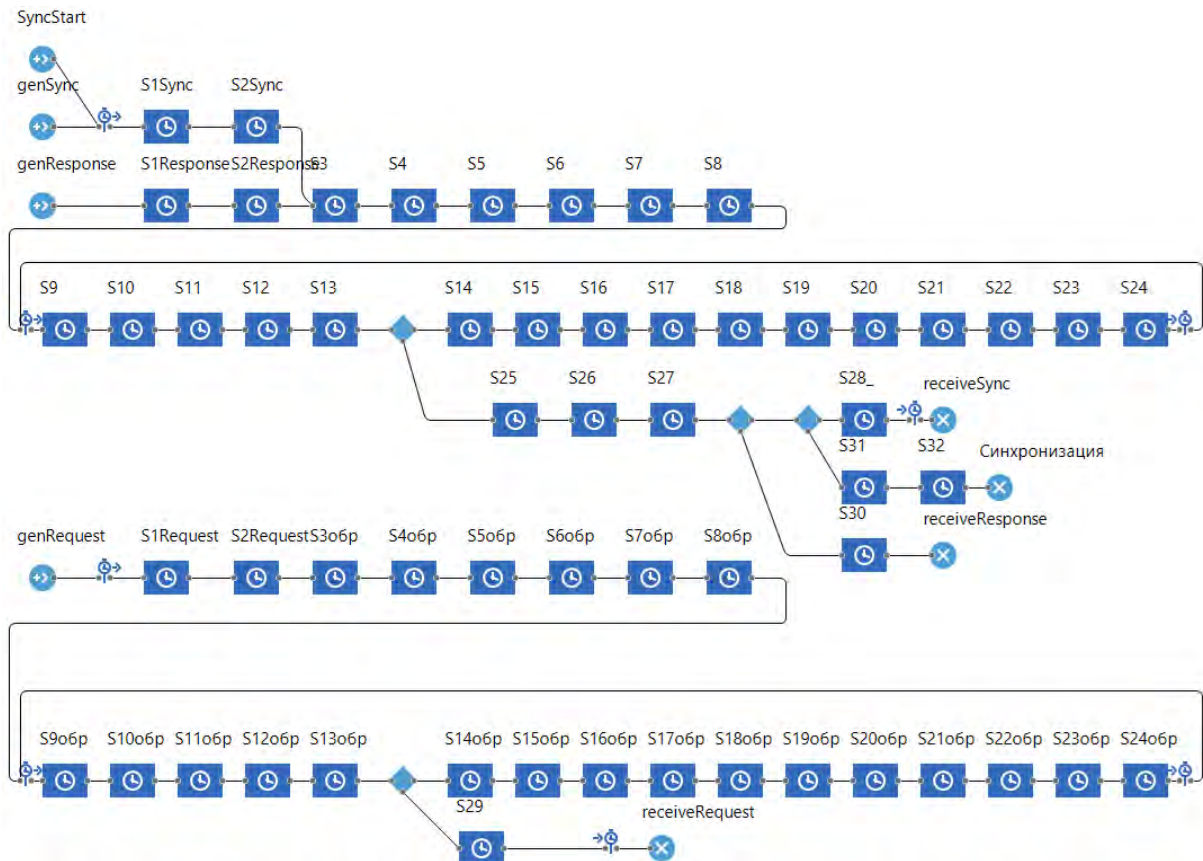 SyncStart
genSync S1Sync S2Sync
genResponse S1Response S2Response S3 S4 S5 S6 S7 S8
S9 S10 S11 S12 S13 S14 S15 S16 S17 S18 S19 S20 S21 S22 S23 S24
S25 S26 S27 S28_ receiveSync
S31 S32 Синхронизация
S30 receiveResponse
genRequest S1Request S2Request S3обр S4обр S5обр S6обр S7обр S8обр
S9обр S10обр S11обр S12обр S13обр S14обр S15обр S16обр S17обр S18обр S19обр S20обр S21обр S22обр S23обр S24обр
S29 receiveRequest